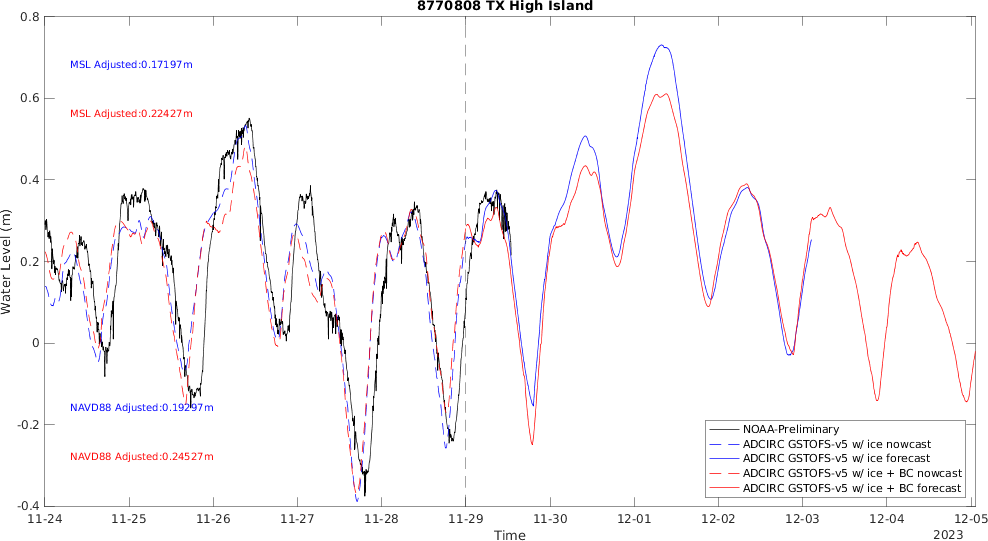 8770808 TX High Island
Water Level (m)
0.8
0.6
0.4
0.2
0
-0.2
-0.4
MSL Adjusted:0.17197m
MSL Adjusted:0.22427m
NAVD88 Adjusted:0.19297m
NAVD88 Adjusted:0.24527m
NOAA-Preliminary
ADCIRC GSTOFS-v5 w/ ice nowcast
ADCIRC GSTOFS-v5 w/ ice forecast
ADCIRC GSTOFS-v5 w/ ice + BC nowcast
ADCIRC GSTOFS-v5 w/ ice + BC forecast
11-24 11-25 11-26 11-27 11-28 11-29 11-30 12-01 12-02 12-03 12-04 12-05
Time
2023